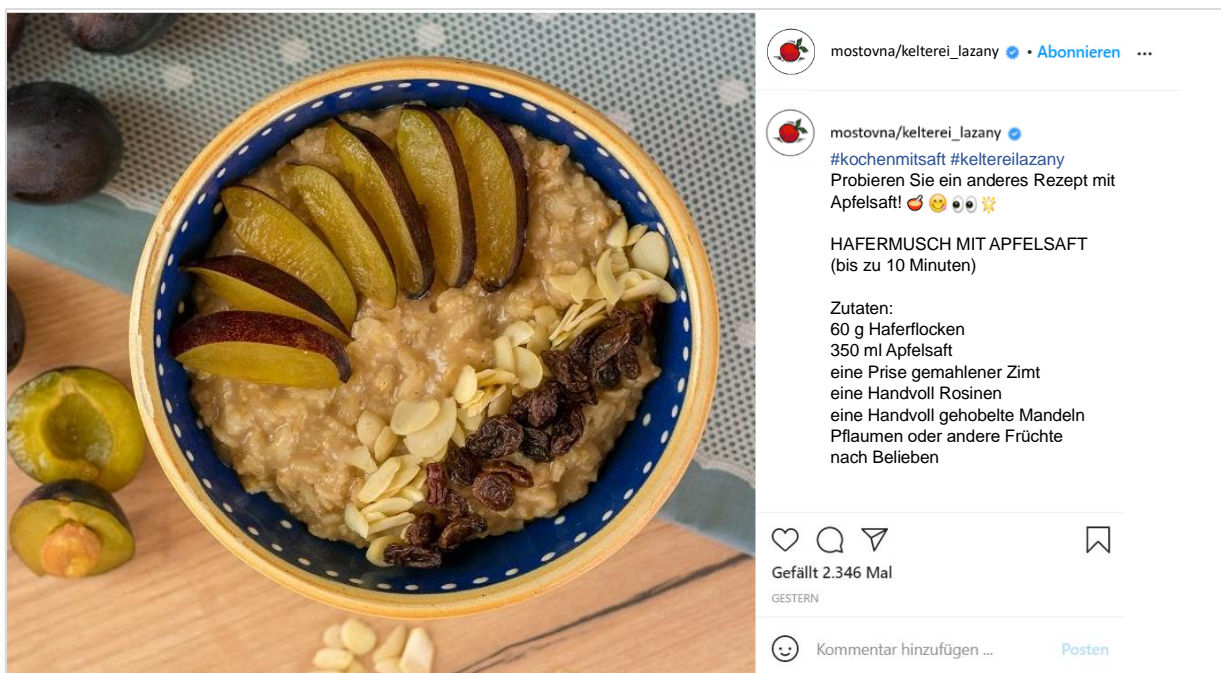 mostovna/kelterei_lazany • Abonnieren ...
mostovna/kelterei_lazany
#kochenmitsaft #keltereilazany
Probieren Sie ein anderes Rezept mit
Apfelsaft! 🥣 😋 👀 🌟
HAFERMUSCH MIT APFELSAFT
(bis zu 10 Minuten)
Zutaten:
60 g Haferflocken
350 ml Apfelsaft
eine Prise gemahlener Zimt
eine Handvoll Rosinen
eine Handvoll gehobelte Mandeln
Pflaumen oder andere Früchte
nach Belieben
Gefällt 2.346 Mal
GESTERN
Kommentar hinzufügen ... Posten